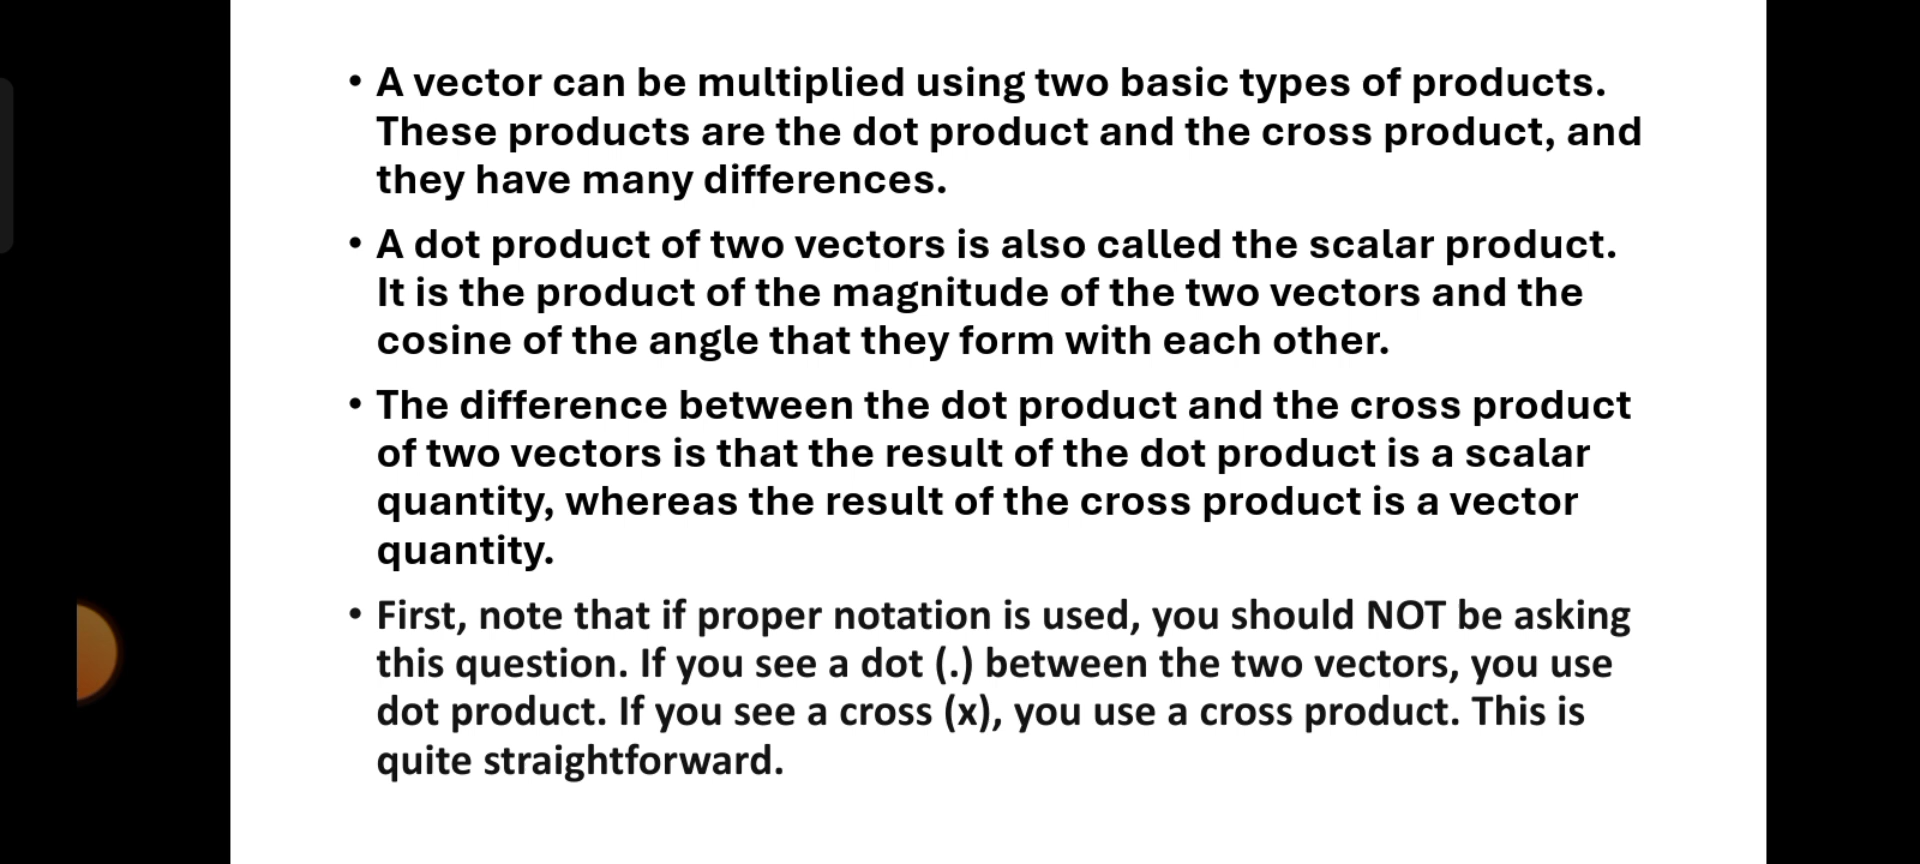 • A vector can be multiplied using two basic types of products.
These products are the dot product and the cross product, and
they have many differences.
• A dot product of two vectors is also called the scalar product.
It is the product of the magnitude of the two vectors and the
cosine of the angle that they form with each other.
• The difference between the dot product and the cross product
of two vectors is that the result of the dot product is a scalar
quantity, whereas the result of the cross product is a vector
quantity.
• First, note that if proper notation is used, you should NOT be asking
this question. If you see a dot (.) between the two vectors, you use
dot product. If you see a cross (x), you use a cross product. This is
quite straightforward.